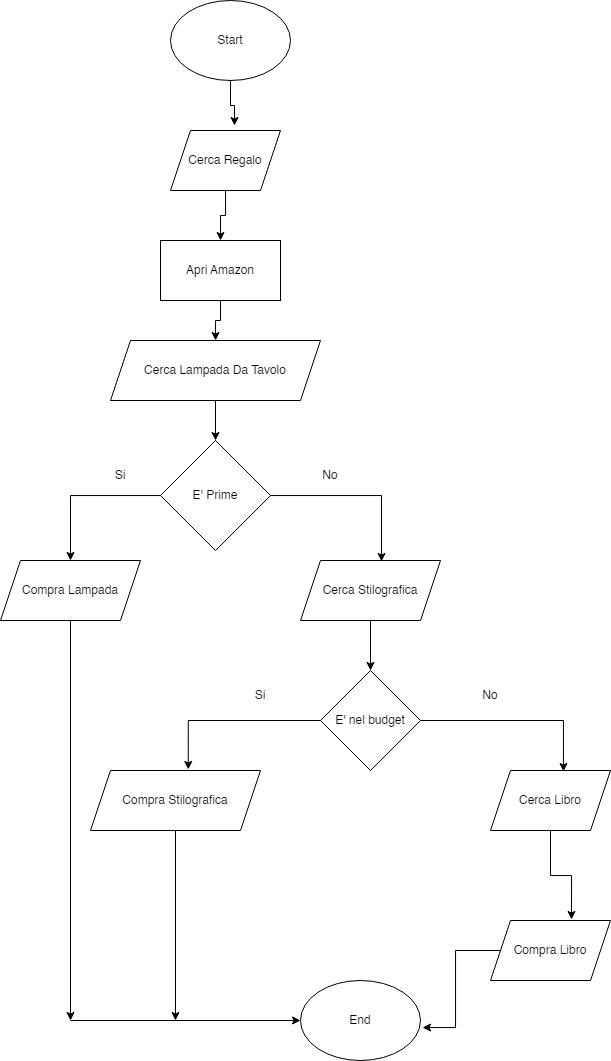 Start
Cerca Regalo
Apri Amazon
Cerca Lampada Da Tavolo
Si
E' Prime
No
Compra Lampada
Cerca Stilografica
Si
E' nel budget
No
Compra Stilografica
Cerca Libro
Compra Libro
End